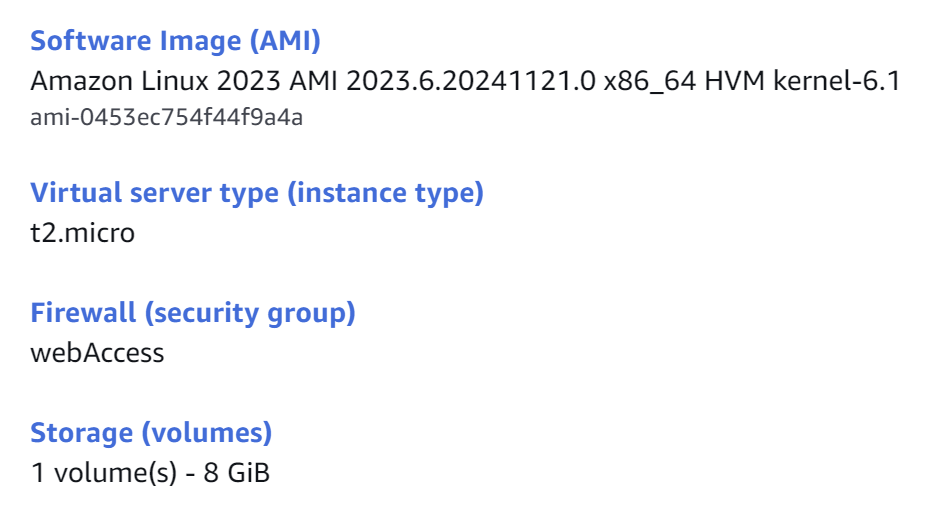 Software Image (AMI)
Amazon Linux 2023 AMI 2023.6.20241121.0 x86_64 HVM kernel-6.1
ami-0453ec754f44f9a4a
Virtual server type (instance type)
t2.micro
Firewall (security group)
webAccess
Storage (volumes)
1 volume(s) - 8 GiB